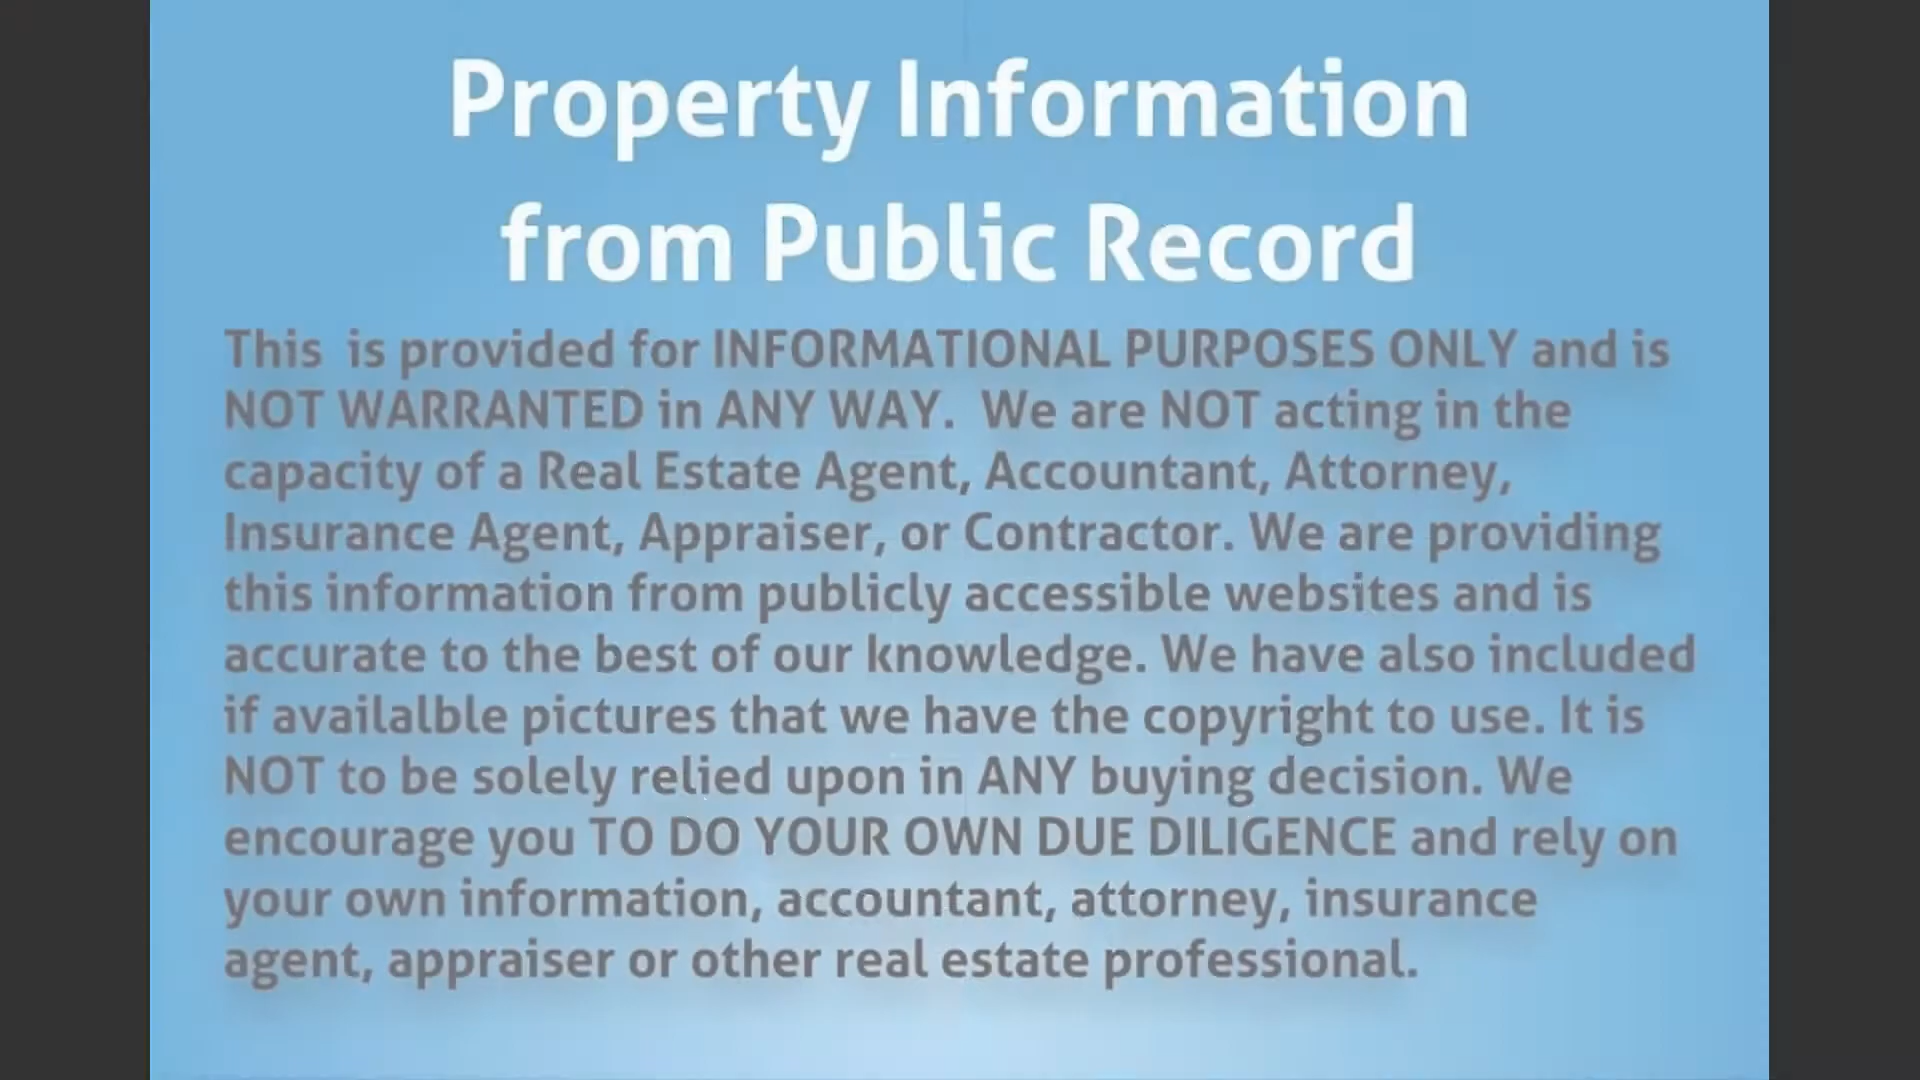 Property Information
from Public Record
This  is provided for INFORMATIONAL PURPOSES ONLY and is
NOT WARRANTED in ANY WAY.  We are NOT acting in the
capacity of a Real Estate Agent, Accountant, Attorney,
Insurance Agent, Appraiser, or Contractor. We are providing
this information from publicly accessible websites and is
accurate to the best of our knowledge. We have also included
if availalble pictures that we have the copyright to use. It is
NOT to be solely relied upon in ANY buying decision. We
encourage you TO DO YOUR OWN DUE DILIGENCE and rely on
your own information, accountant, attorney, insurance
agent, appraiser or other real estate professional.